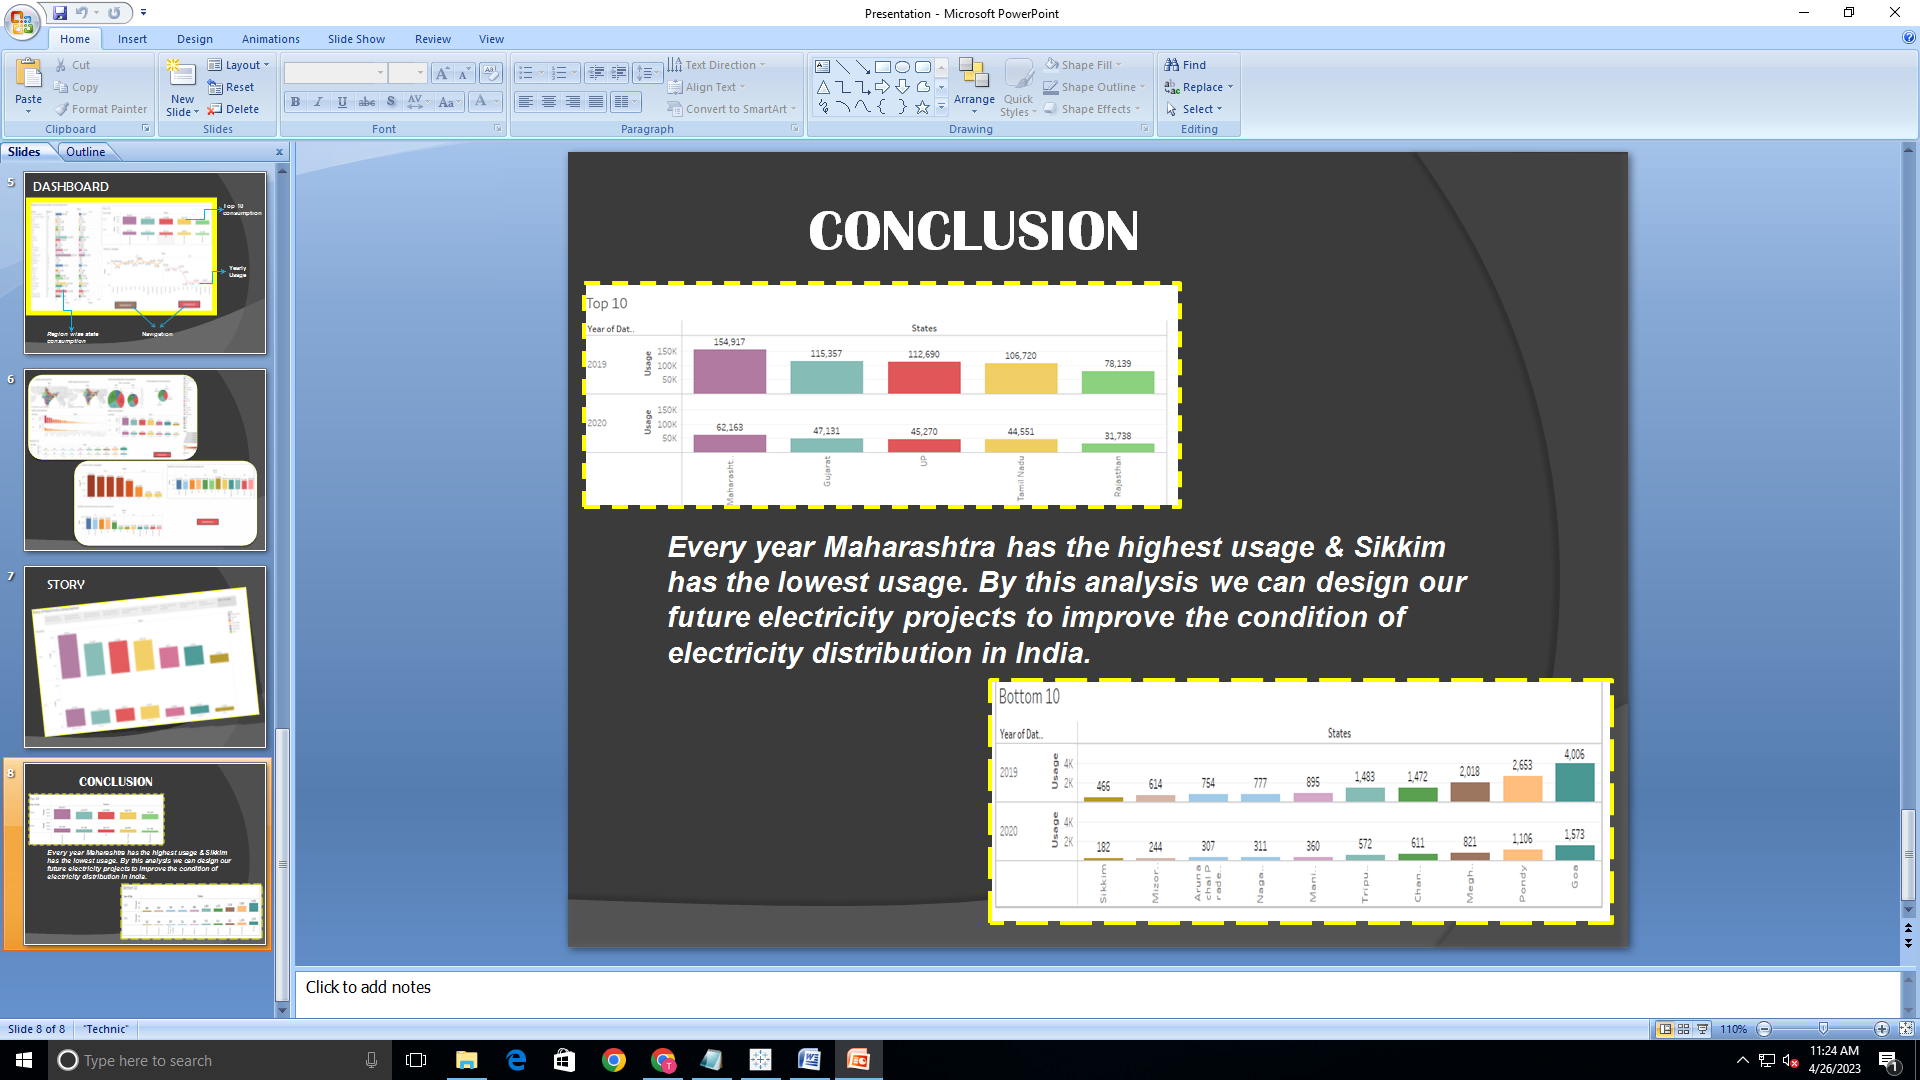 Presentation - Microsoft PowerPoint
Home Insert Design Animations Slide Show Review View
Paste
Cut
Copy
Format Painter
Clipboard
New Slide
Layout
Reset
Delete
Slides
B I U abc S AV Aa A
Font
Text Direction
Align Text
Convert to SmartArt
Paragraph
Arrange
Quick Styles
Shape Fill
Shape Outline
Shape Effects
Drawing
Find
Replace
Select
Editing
Slides Outline x
5
DASHBOARD
Top 10
consumption
Yearly
Usage
Region wise state
consumption
Navigation
6
7
STORY
8
CONCLUSION
Every year Maharashtra has the highest usage & Sikkim
has the lowest usage. By this analysis we can design our
future electricity projects to improve the condition of
electricity distribution in India.
CONCLUSION
Top 10
Year of Dat.. States
2019 Usage 150K 100K 50K
154,917 115,357 112,690 106,720 78,139
2020 Usage 150K 100K 50K
62,163 47,131 45,270 44,551 31,738
Maharasht.. Gujarat UP Tamil Nadu Rajasthan
Every year Maharashtra has the highest usage & Sikkim
has the lowest usage. By this analysis we can design our
future electricity projects to improve the condition of
electricity distribution in India.
Bottom 10
Year of Dat.. States
2019 Usage 4K 2K
466 614 754 777 895 1,483 1,472 2,018 2,653 4,006
2020 Usage 4K 2K
182 244 307 311 360 572 611 821 1,106 1,573
Sikkim Mizor.. Aruna chal P rade.. Naga.. Mani.. Tripu.. Chan.. Megh.. Pondy Goa
Click to add notes
Slide 8 of 8 "Technic" 110%
Type here to search
11:24 AM
4/26/2023
1